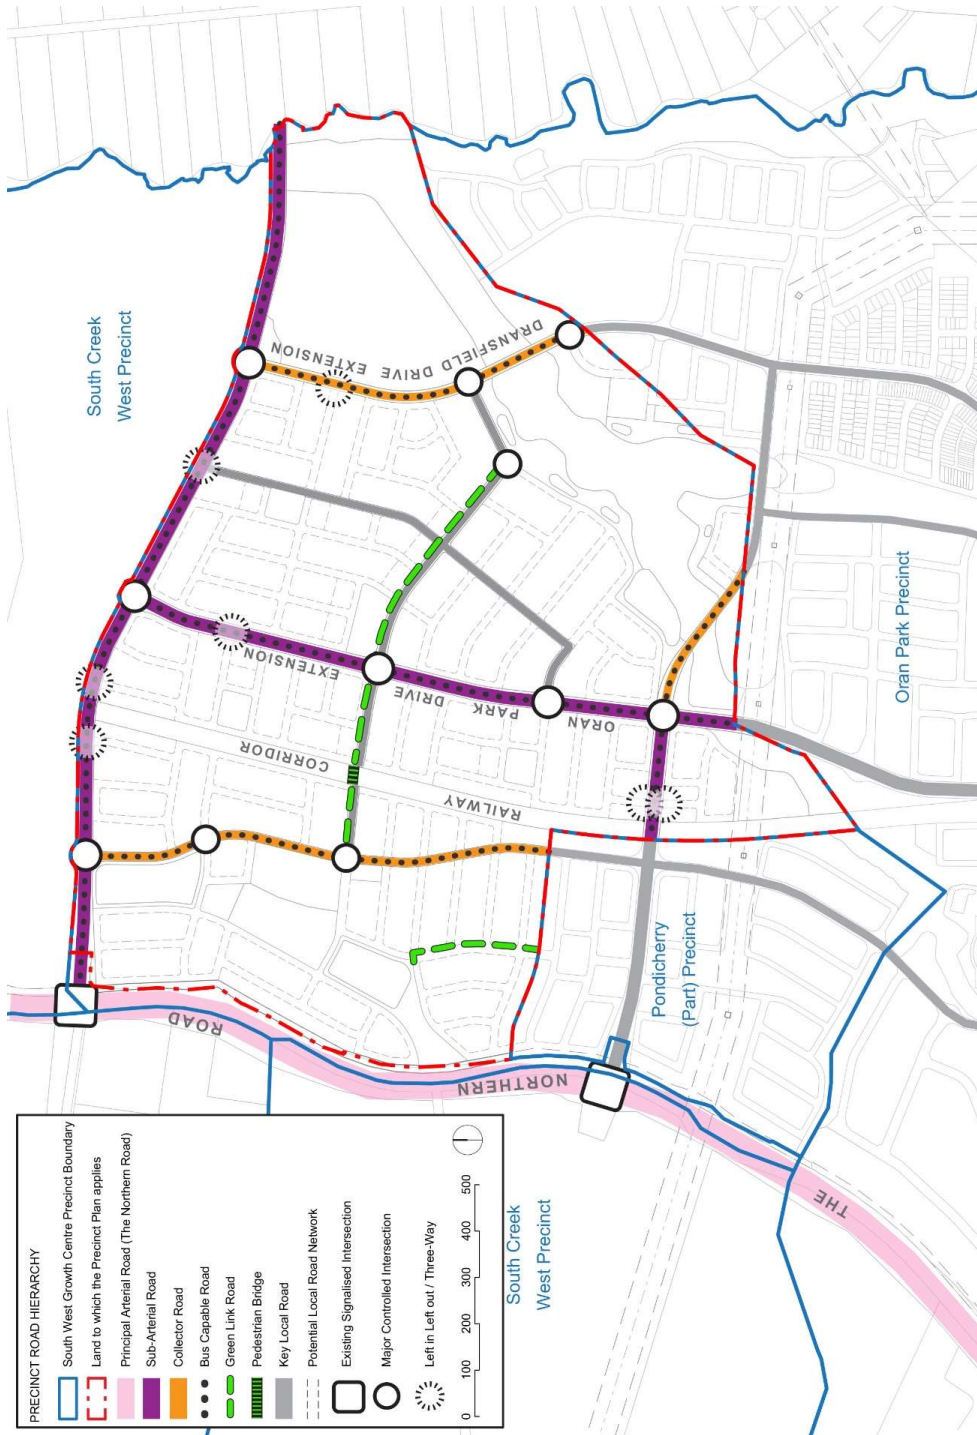 South Creek
West Precinct
DRANSFIELD DRIVE EXTENSION
EXTENSION
DRIVE
PARK
ORAN
CORRIDOR
RAILWAY
Oran Park Precinct
Pondicherry
(Part) Precinct
ROAD
NORTHERN
THE
South Creek
West Precinct
PRECINCT ROAD HIERARCHY
South West Growth Centre Precinct Boundary
Land to which the Precinct Plan applies
Principal Arterial Road (The Northern Road)
Sub-Arterial Road
Collector Road
Bus Capable Road
Green Link Road
Pedestrian Bridge
Key Local Road
Potential Local Road Network
Existing Signalised Intersection
Major Controlled Intersection
Left in Left out / Three-Way
0 100 200 300 400 500